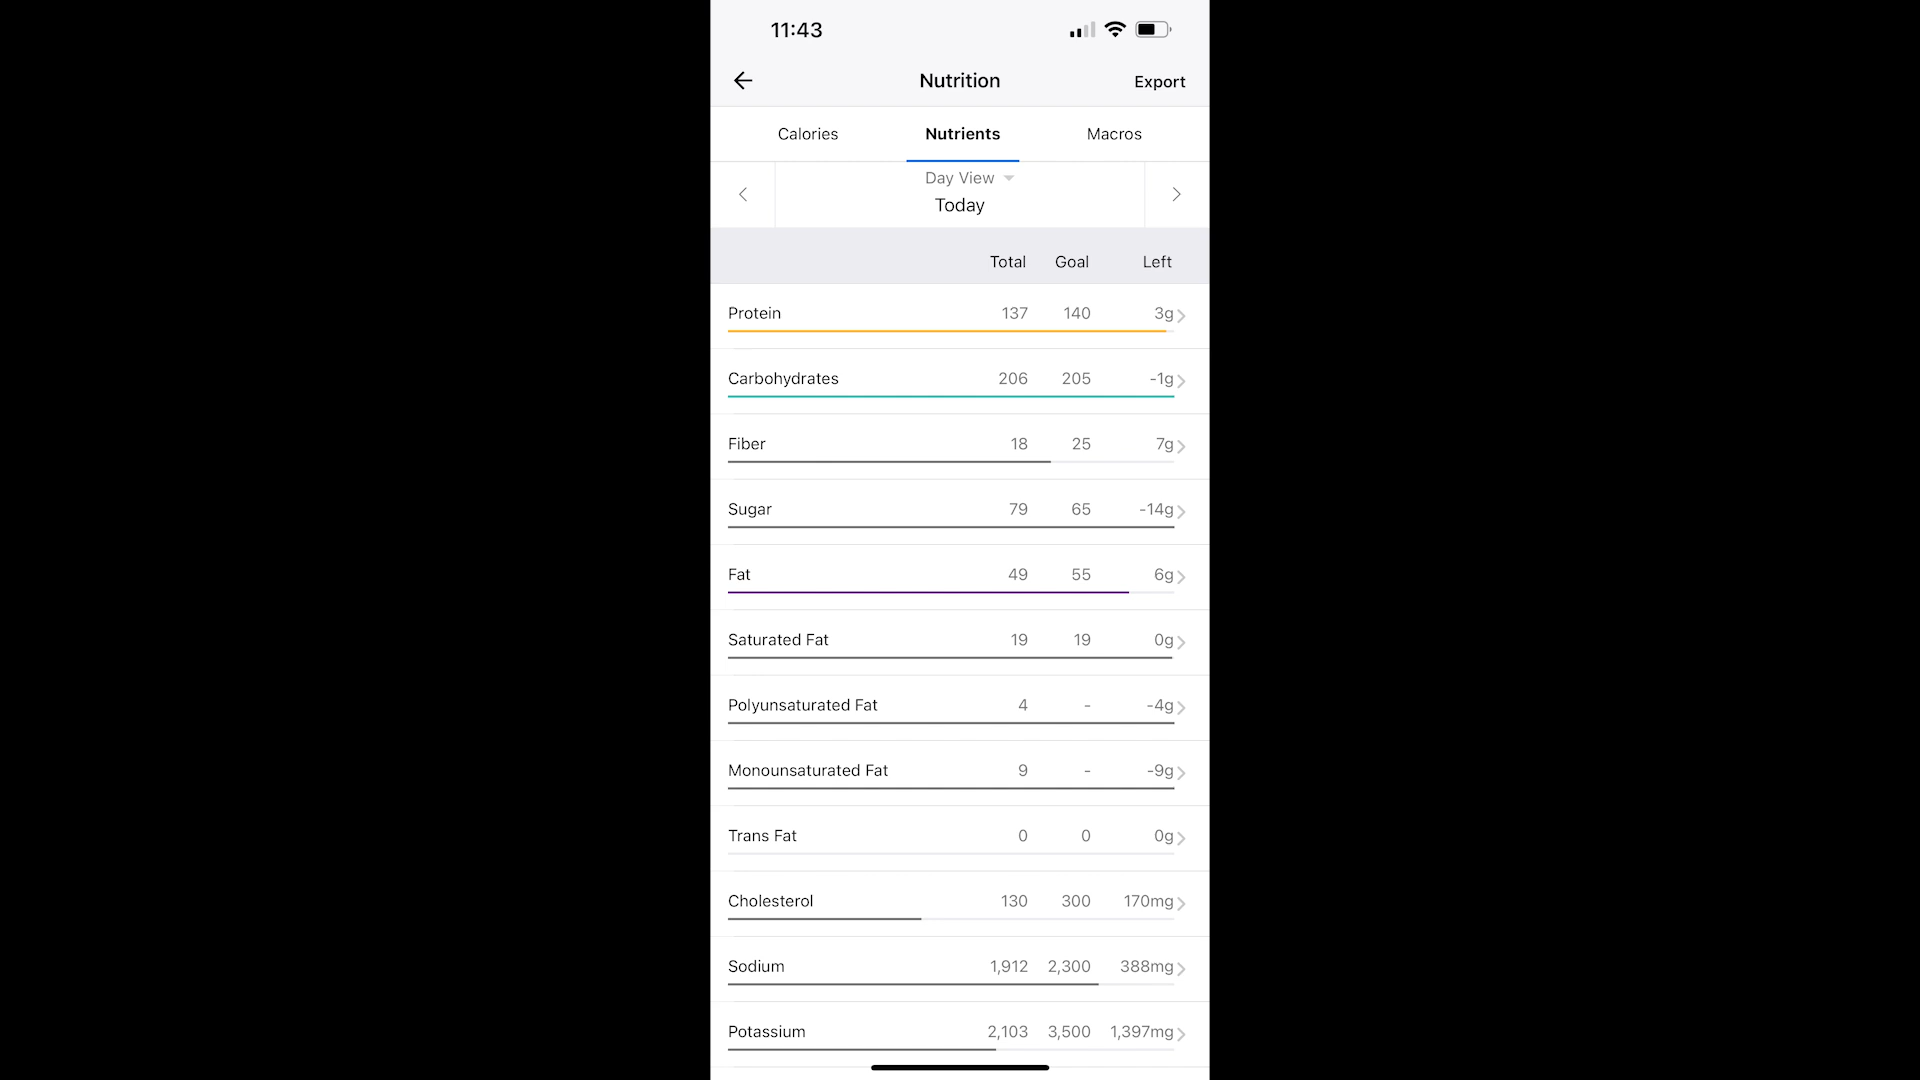 11:43
Nutrition
Export
Calories Nutrients Macros
Day View
Today
Total Goal Left
Protein 137 140 3g
Carbohydrates 206 205 -1g
Fiber 18 25 7g
Sugar 79 65 -14g
Fat 49 55 6g
Saturated Fat 19 19 0g
Polyunsaturated Fat 4 - -4g
Monounsaturated Fat 9 - -9g
Trans Fat 0 0 0g
Cholesterol 130 300 170mg
Sodium 1,912 2,300 388mg
Potassium 2,103 3,500 1,397mg